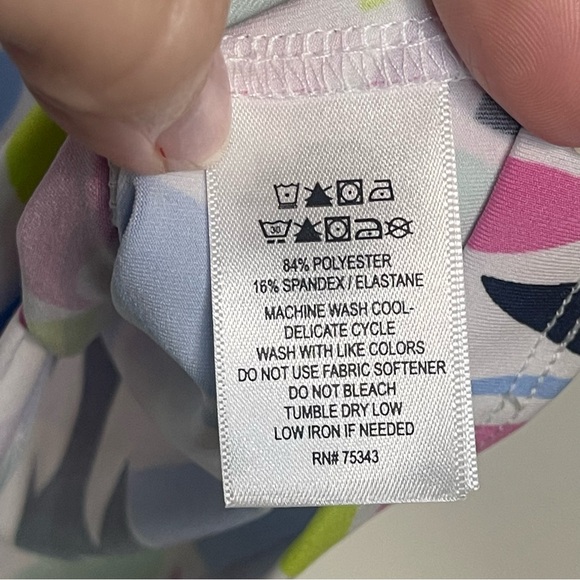 30
84% POLYESTER
16% SPANDEX / ELASTANE
MACHINE WASH COOL-
DELICATE CYCLE
WASH WITH LIKE COLORS
DO NOT USE FABRIC SOFTENER
DO NOT BLEACH
TUMBLE DRY LOW
LOW IRON IF NEEDED
RN# 75343